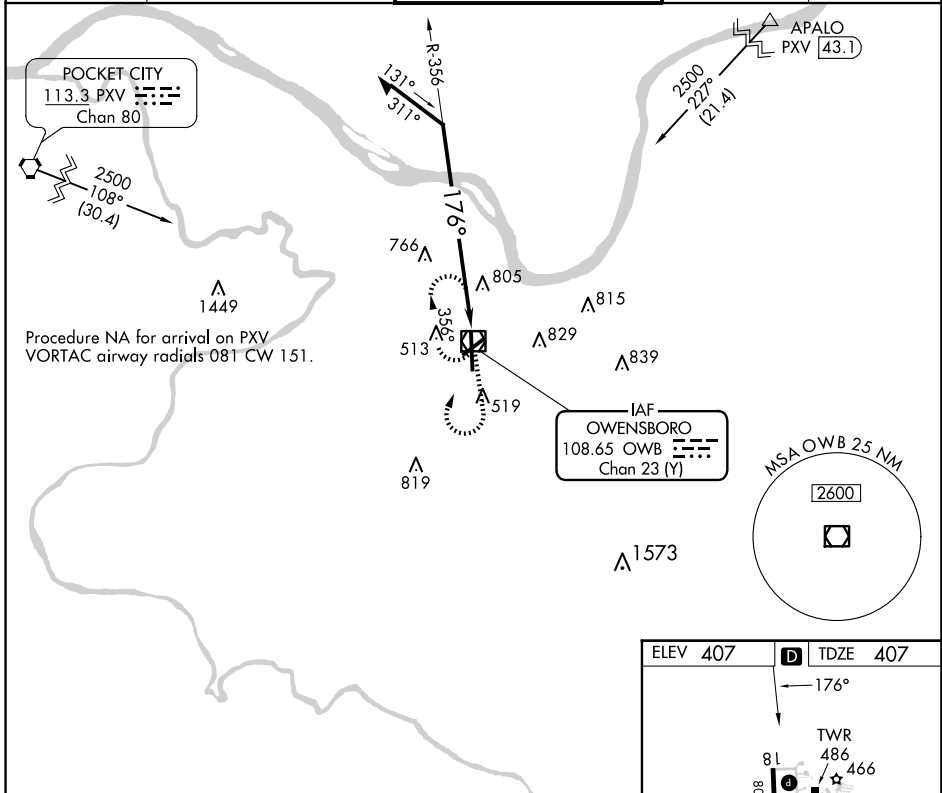 POCKET CITY
113.3 PXV
Chan 80
2500
108°
(30.4)
R-356
131°
311°
APALO
PXV 43.1
2500
227°
(21.4)
176°
766
805
1449
815
356°
513
829
839
Procedure NA for arrival on PXV
VORTAC airway radials 081 CW 151.
519
IAF
OWENSBORO
108.65 OWB
Chan 23 (Y)
819
MSA OWB 25 NM
2600
1573
ELEV 407 D TDZE 407
176°
TWR
486
466
18
P